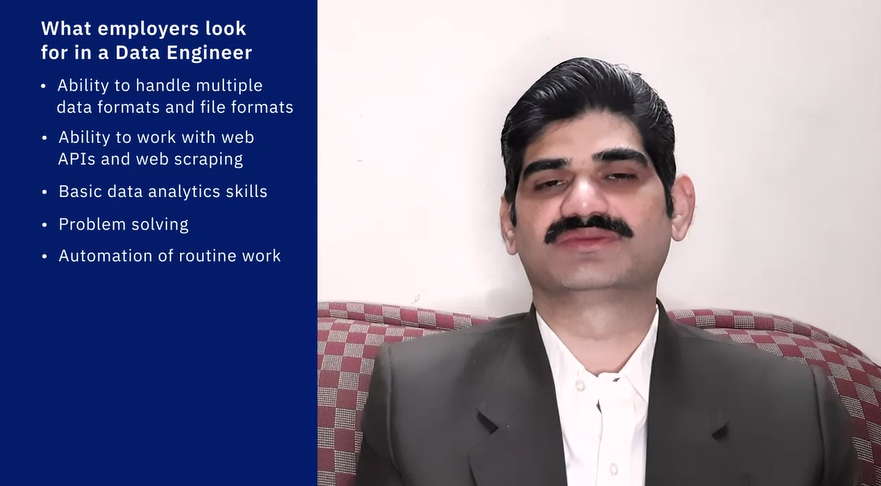 What employers look
for in a Data Engineer
• Ability to handle multiple
data formats and file formats
• Ability to work with web
APIs and web scraping
• Basic data analytics skills
• Problem solving
• Automation of routine work